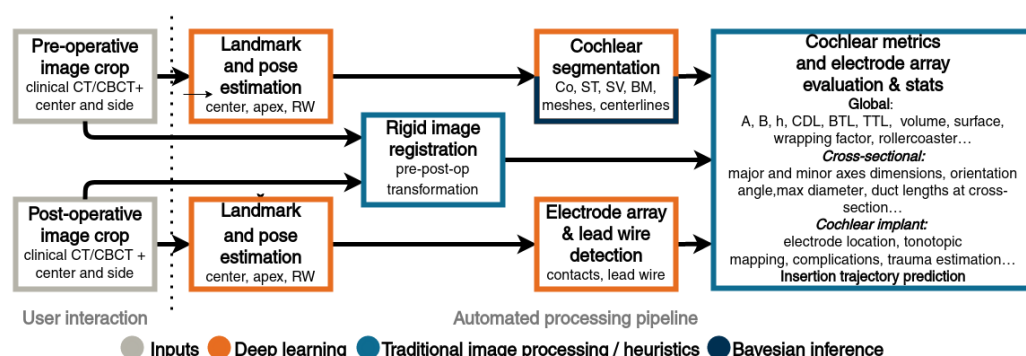 Pre-operative
image crop
clinical CT/CBCT+
center and side
Landmark
and pose
estimation
center, apex, RW
Cochlear
segmentation
Co, ST, SV, BM,
meshes, centerlines
Cochlear metrics
and electrode array
evaluation & stats
Global:
A, B, h, CDL, BTL, TTL, volume, surface,
wrapping factor, rollercoaster…
Cross-sectional:
major and minor axes dimensions, orientation
angle,max diameter, duct lengths at cross-
section…
Cochlear implant:
electrode location, tonotopic
mapping, complications, trauma estimation…
Insertion trajectory prediction
Rigid image
registration
pre-post-op
transformation
Post-operative
image crop
clinical CT/CBCT +
center and side
Landmark
and pose
estimation
center, apex, RW
Electrode array
& lead wire
detection
contacts, lead wire
User interaction
Automated processing pipeline
Inputs
Deep learning
Traditional image processing / heuristics
Bayesian inference